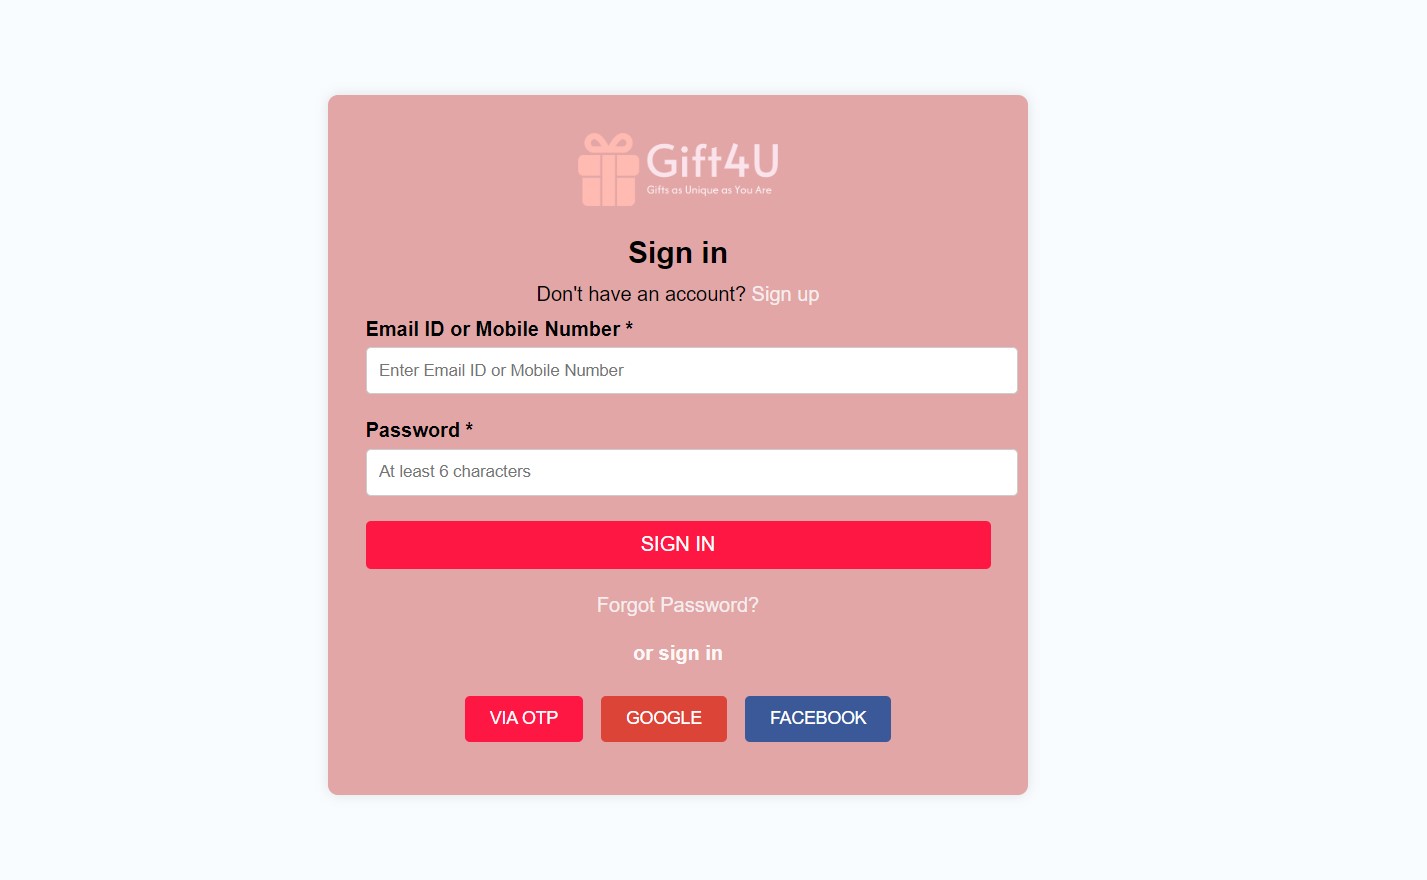 Gift4U
Gifts as Unique as You Are
Sign in
Don't have an account? Sign up
Email ID or Mobile Number *
Enter Email ID or Mobile Number
Password *
At least 6 characters
SIGN IN
Forgot Password?
or sign in
VIA OTP GOOGLE FACEBOOK